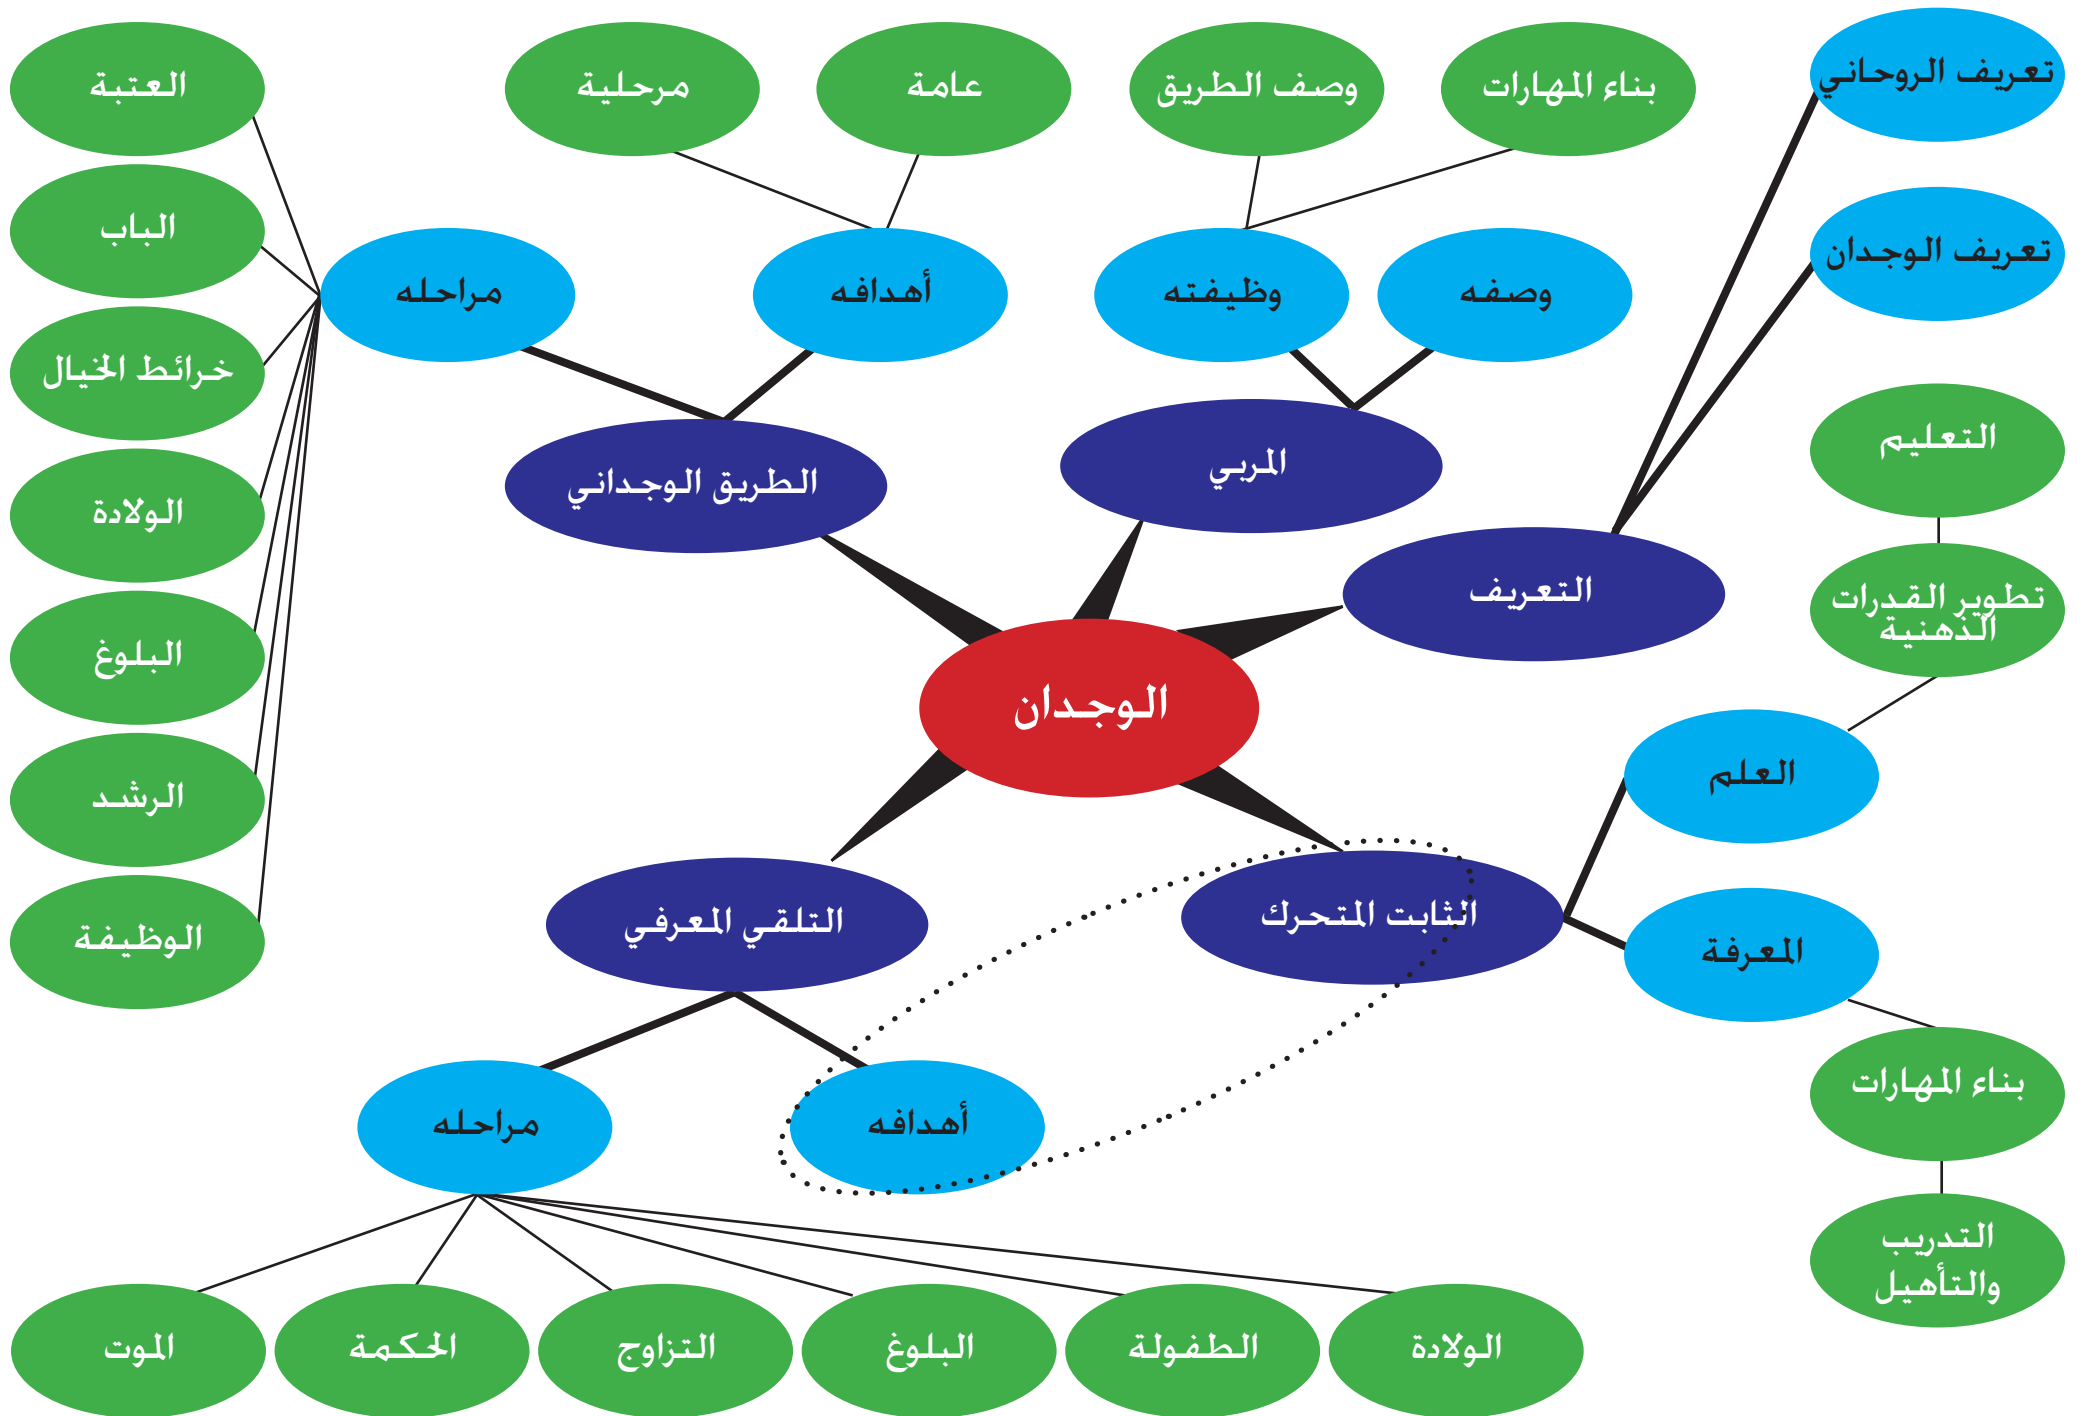 تعريف الروحاني
بناء المهارات
وصف الطريق
عامة
مرحلية
العتبة
تعريف الوجدان
الباب
وصفه
وظيفته
أهدافه
مراحله
خرائط الخيال
التعليم
المربي
الطريق الوجداني
الولادة
التعريف
تطوير القدرات
الذهنية
البلوغ
الوجدان
العلم
الرشد
الثابت المتحرك
التلقي المعرفي
المعرفة
الوظيفة
بناء المهارات
أهدافه
مراحله
التدريب
والتأهيل
الولادة
الطفولة
البلوغ
التزاوج
الحكمة
الموت